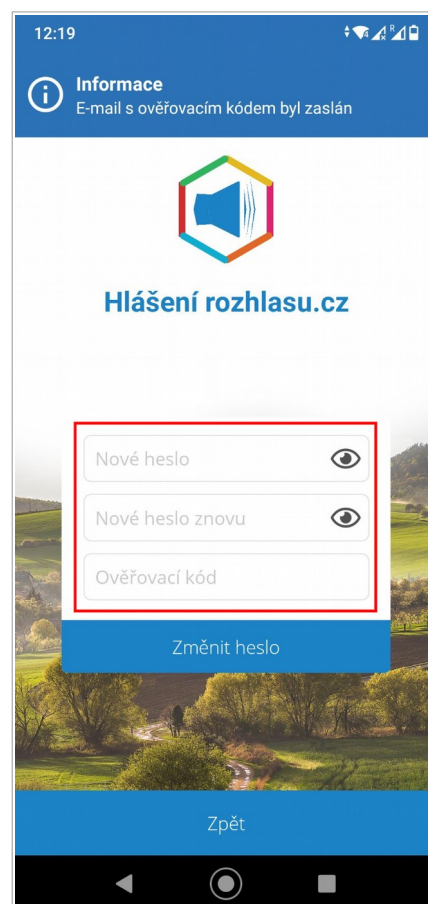 12:19
Informace
E-mail s ověřovacím kódem byl zaslán
Hlášení rozhlasu.cz
Nové heslo
Nové heslo znovu
Ověřovací kód
Změnit heslo
Zpět